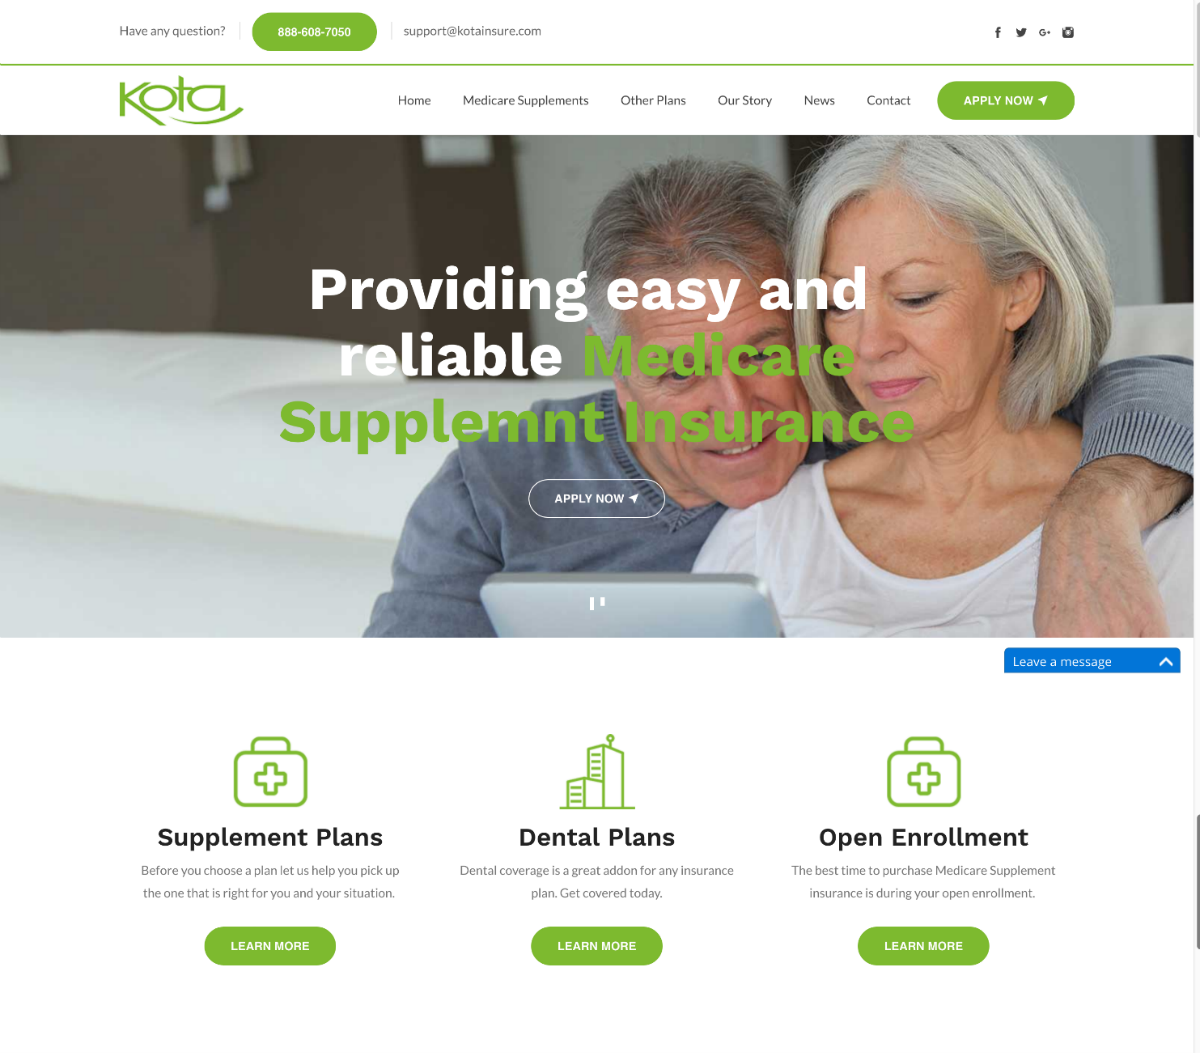 Have any question?
888-608-7050
support@kotainsure.com
Kota
Home
Medicare Supplements
Other Plans
Our Story
News
Contact
APPLY NOW
Providing easy and
reliable Medicare
Supplemnt Insurance
APPLY NOW
Leave a message
Supplement Plans
Before you choose a plan let us help you pick up
the one that is right for you and your situation.
LEARN MORE
Dental Plans
Dental coverage is a great addon for any insurance
plan. Get covered today.
LEARN MORE
Open Enrollment
The best time to purchase Medicare Supplement
insurance is during your open enrollment.
LEARN MORE